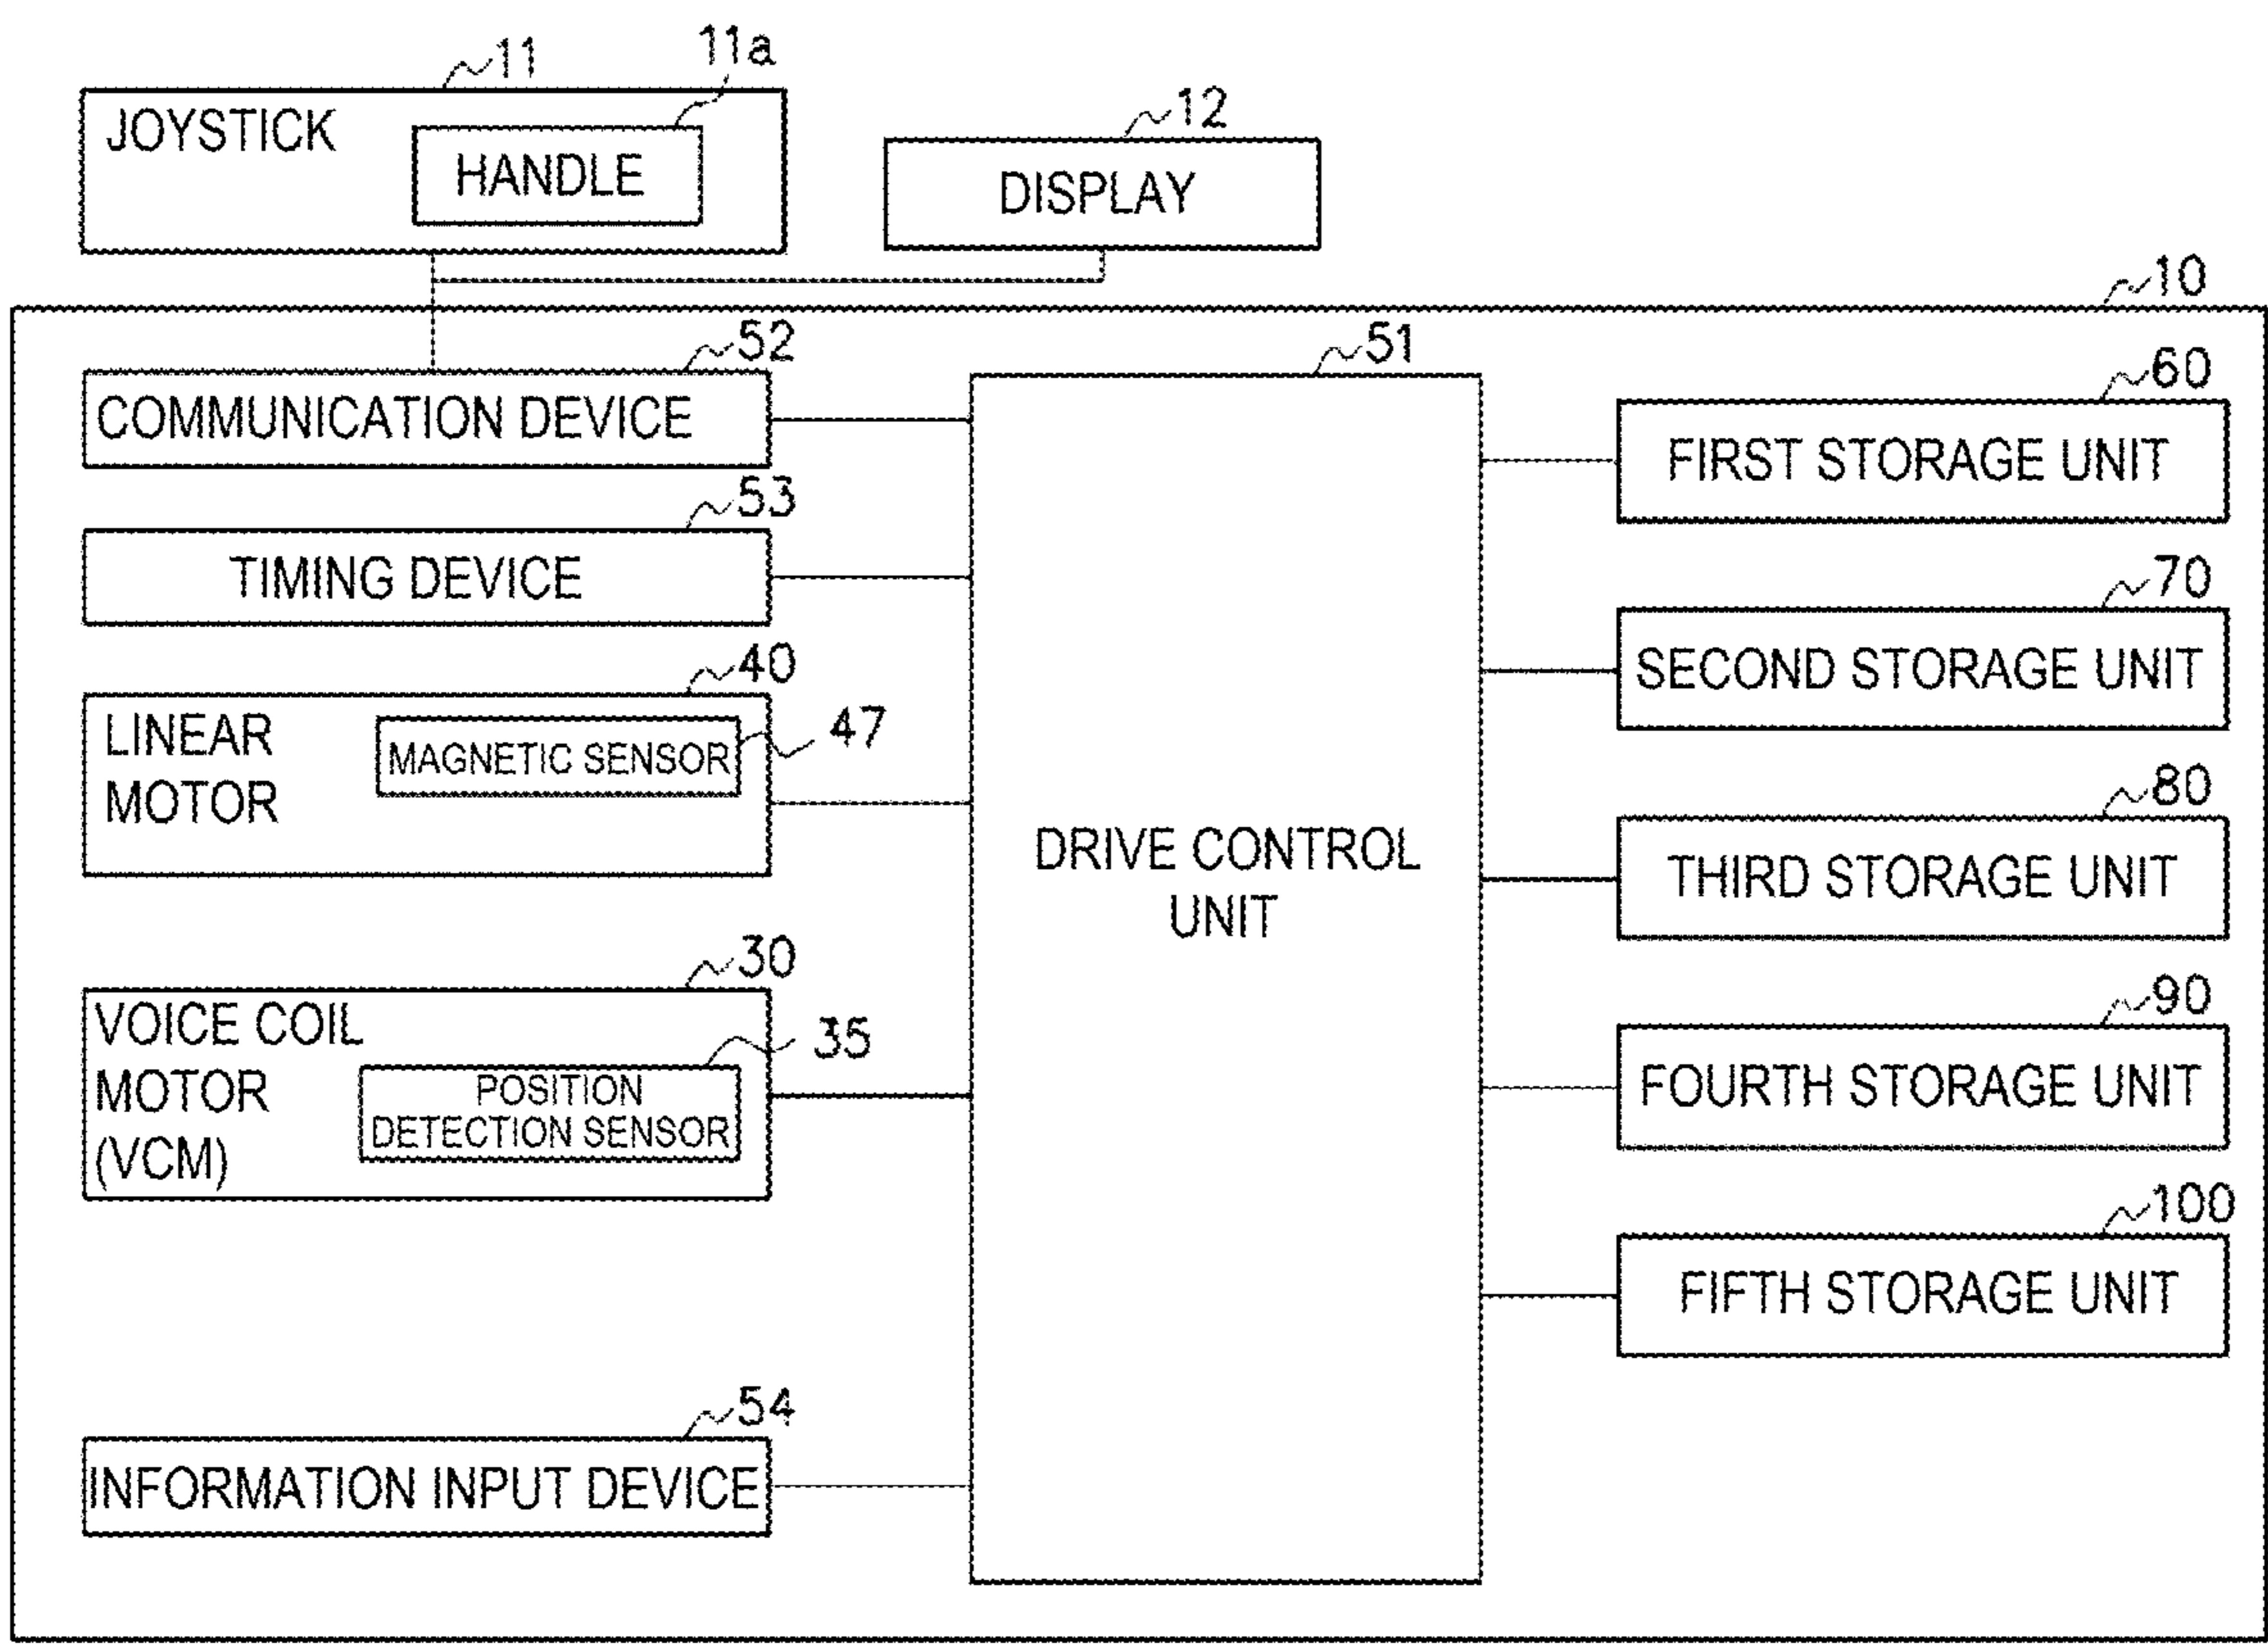 11
11a
JOYSTICK
HANDLE
12
DISPLAY
10
52
COMMUNICATION DEVICE
53
TIMING DEVICE
40
LINEAR
MOTOR
47
MAGNETIC SENSOR
30
VOICE COIL
MOTOR
(VCM)
35
POSITION
DETECTION SENSOR
54
INFORMATION INPUT DEVICE
51
DRIVE CONTROL
UNIT
60
FIRST STORAGE UNIT
70
SECOND STORAGE UNIT
80
THIRD STORAGE UNIT
90
FOURTH STORAGE UNIT
100
FIFTH STORAGE UNIT